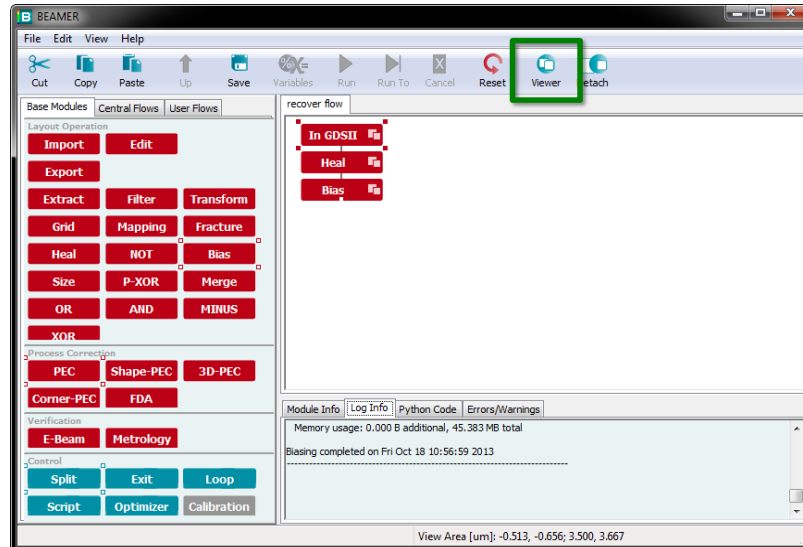 B BEAMER
File Edit View Help
Cut Copy Paste Up Save Variables Run Run To Cancel Reset Viewer Detach
%X=
X
Base Modules Central Flows User Flows
Layout Operation
Import Edit
Export
Extract Filter Transform
Grid Mapping Fracture
Heal NOT Bias
Size P-XOR Merge
OR AND MINUS
XOR
Process Correction
PEC Shape-PEC 3D-PEC
Corner-PEC FDA
Verification
E-Beam Metrology
Control
Split Exit Loop
Script Optimizer Calibration
recover flow
In GDSII
Heal
Bias
Module Info Log Info Python Code Errors/Warnings
Memory usage: 0.000 B additional, 45.383 MB total
Biasing completed on Fri Oct 18 10:56:59 2013
--------------------------------------------------------------------------------
View Area [um]: -0.513, -0.656; 3.500, 3.667